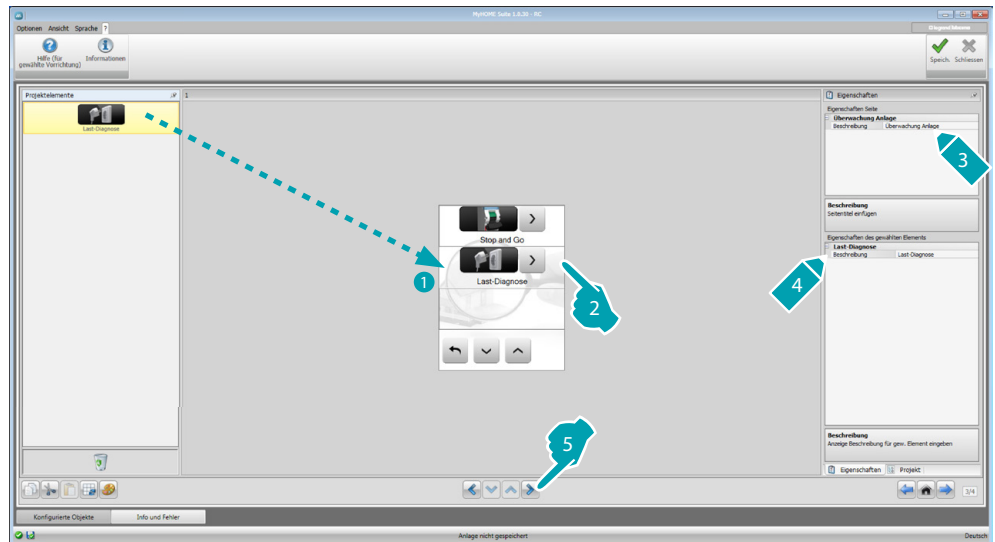 MyHOME Suite 1.0.20 - RC
Optionen Ansicht Sprache ?
Hilfe (für gewählte Vorrichtung)
Informationen
Speich. Schliessen
Projektelemente
1
Eigenschaften
Last-Diagnose
Eigenschaften Seite
Überwachung Anlage
Beschreibung Überwachung Anlage
3
Beschreibung
Seitentitel einfügen
Stop and Go
Last-Diagnose
1
2
Eigenschaften des gewählten Elements
Last-Diagnose
Beschreibung Last-Diagnose
4
5
Beschreibung
Anzeige Beschreibung für gew. Element eingeben
Eigenschaften Projekt
3/4
Konfigurierte Objekte Info und Fehler
Anlage nicht gespeichert
Deutsch